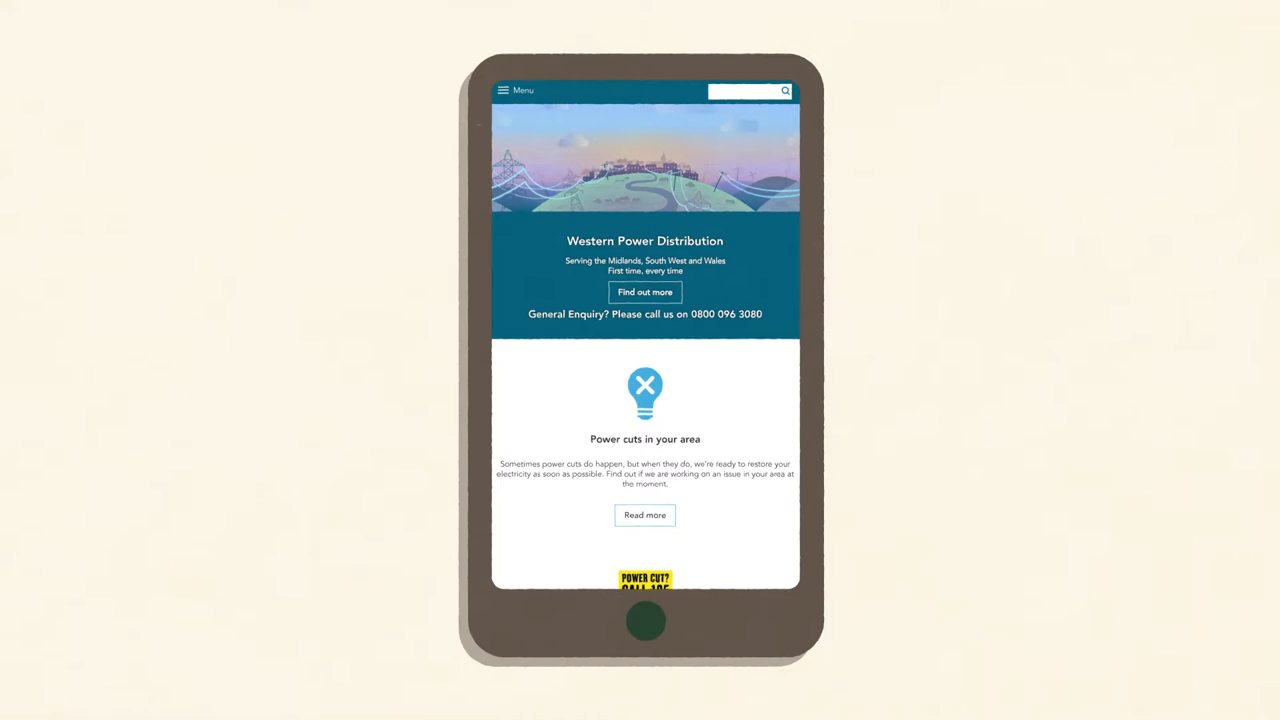 Menu
Western Power Distribution
Serving the Midlands, South West and Wales
First time, every time
Find out more
General Enquiry? Please call us on 0800 096 3080
Power cuts in your area
Sometimes power cuts do happen, but when they do, we're ready to restore your
electricity as soon as possible. Find out if we are working on an issue in your area at
the moment.
Read more
POWER CUT?
CALL 105